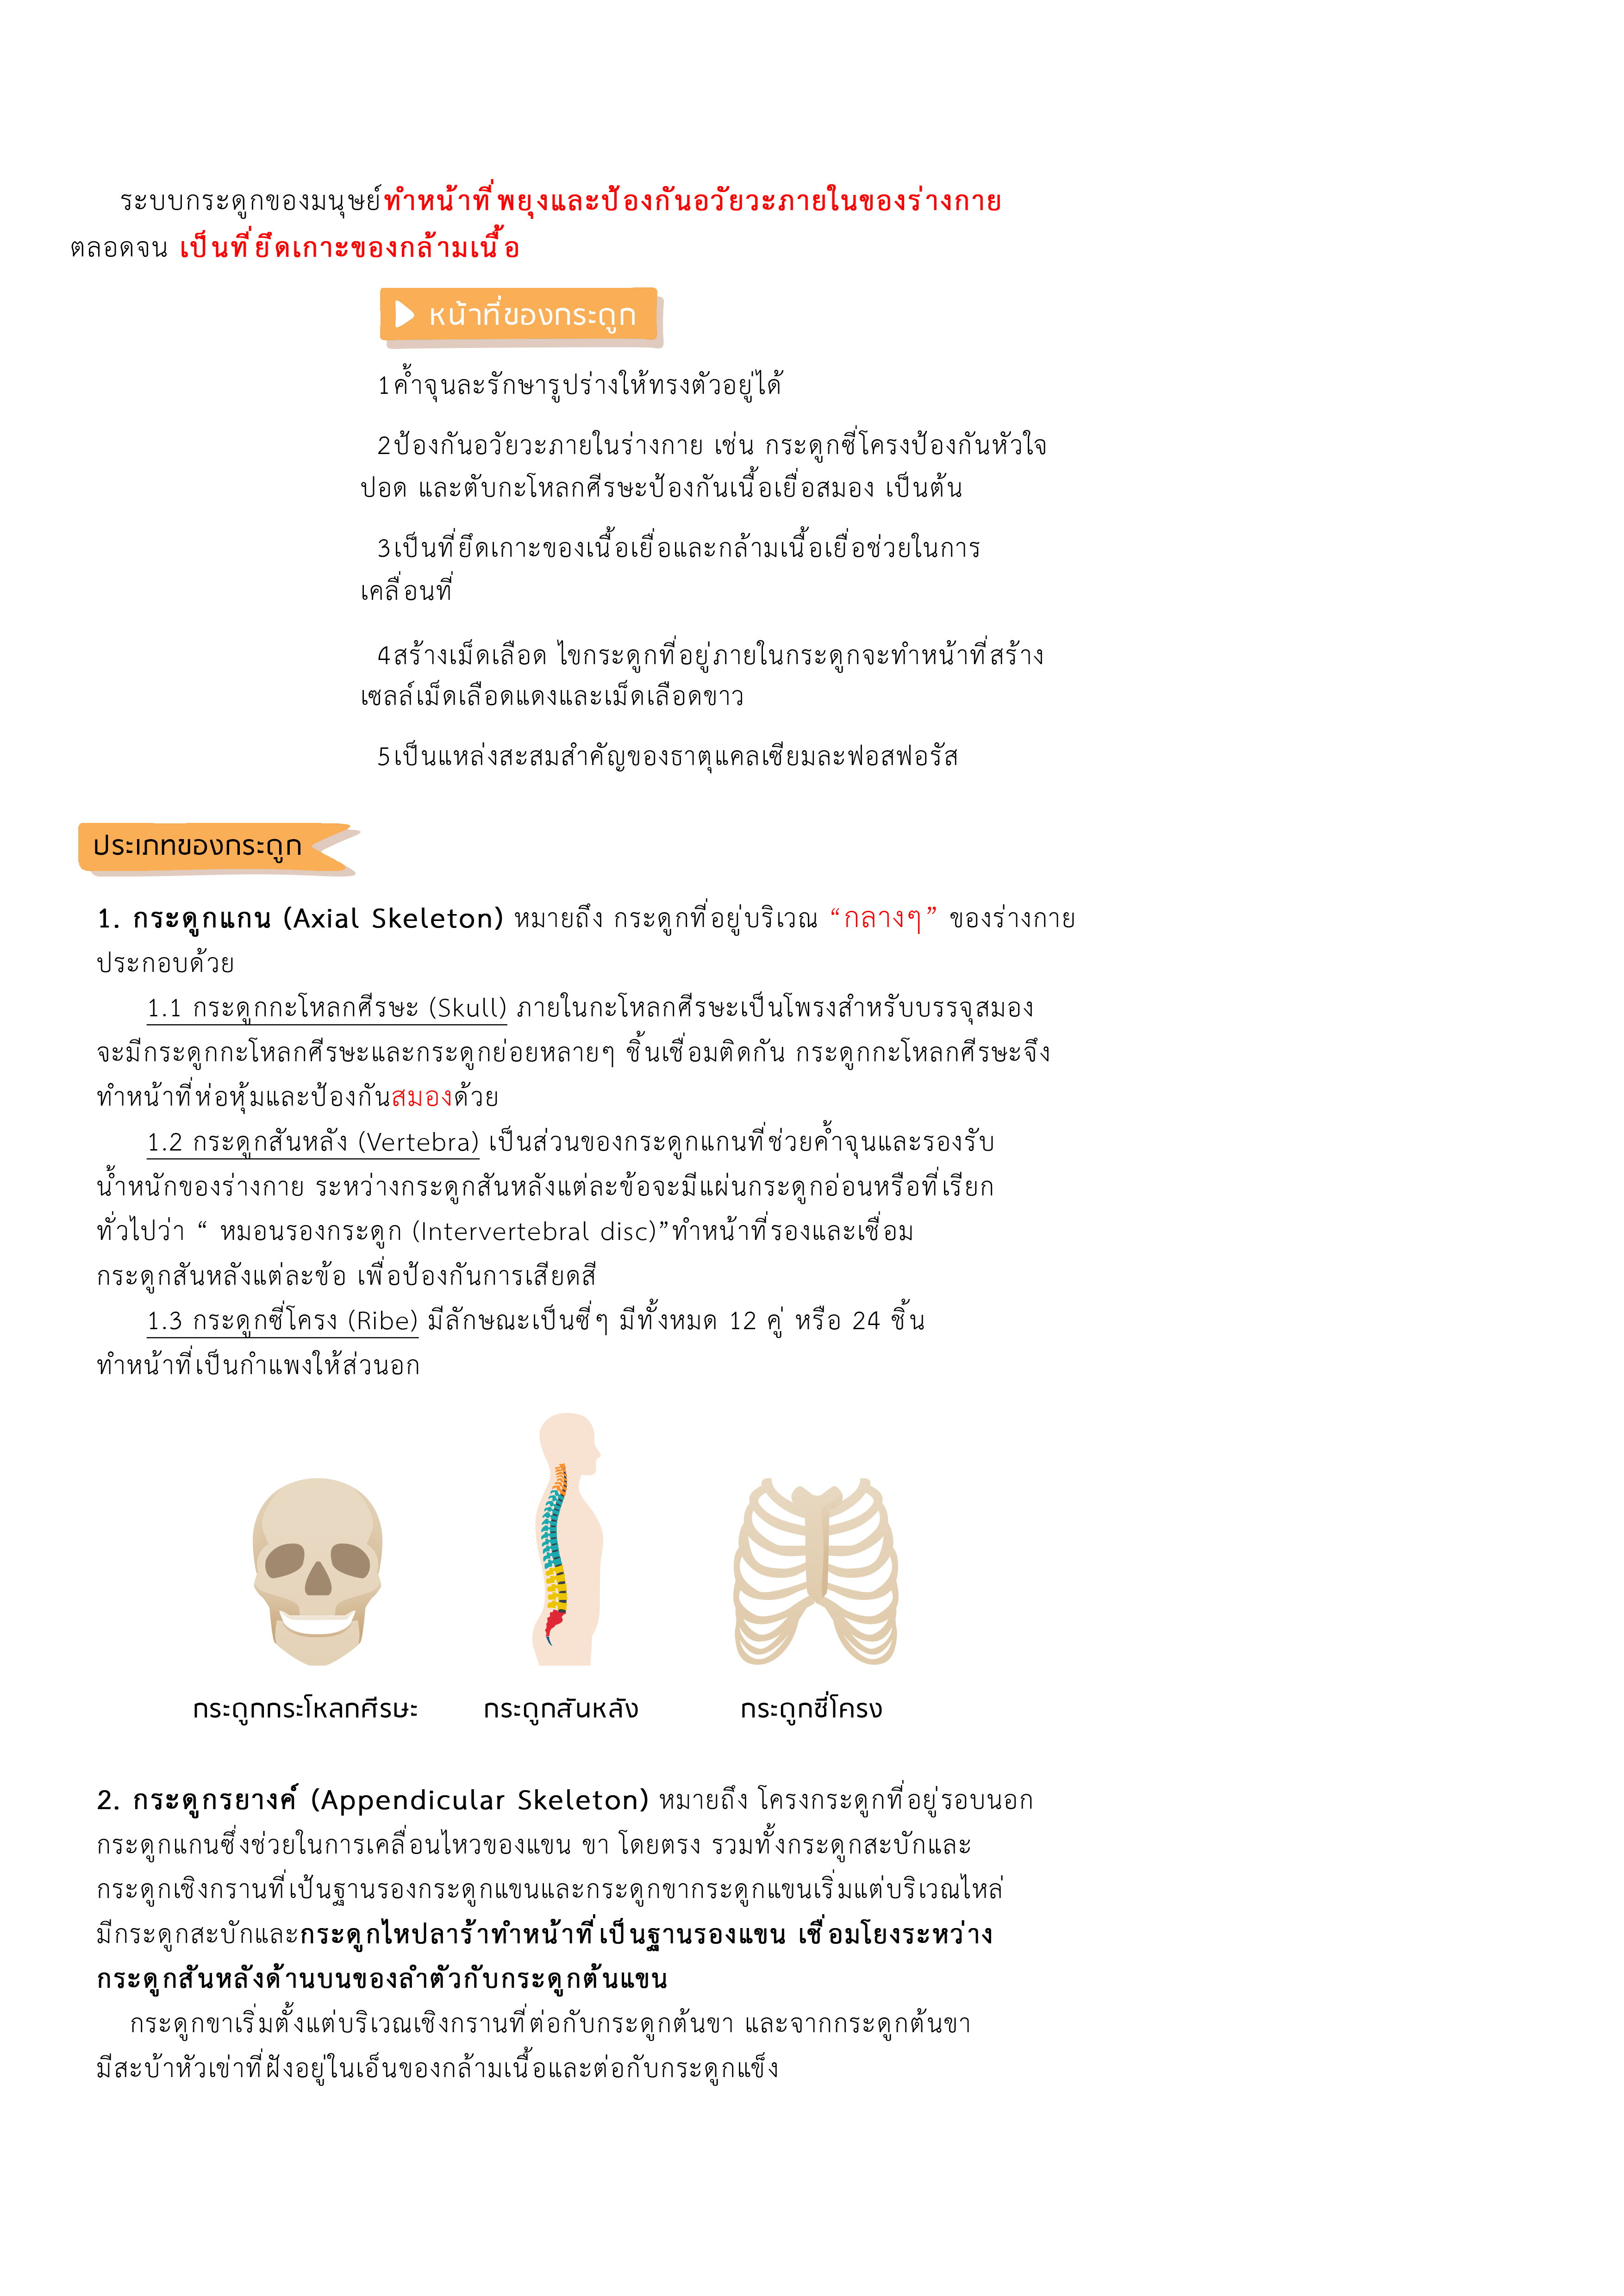 ระบบกระดูกของมนุษย์ทำหน้าที่พยุงและป้องกันอวัยวะภายในของร่างกาย
ตลอดจน เป็นที่ยึดเกาะของกล้ามเนื้อ
หน้าที่ของกระดูก
1ค้ำจุนละรักษารูปร่างให้ทรงตัวอยู่ได้
2ป้องกันอวัยวะภายในร่างกาย เช่น กระดูกซี่โครงป้องกันหัวใจ
ปอด และตับกะโหลกศีรษะป้องกันเนื้อเยื่อสมอง เป็นต้น
3เป็นที่ยึดเกาะของเนื้อเยื่อและกล้ามเนื้อเยื่อช่วยในการ
เคลื่อนที่
4สร้างเม็ดเลือด ไขกระดูกที่อยู่ภายในกระดูกจะทำหน้าที่สร้าง
เซลล์เม็ดเลือดแดงและเม็ดเลือดขาว
5เป็นแหล่งสะสมสำคัญของธาตุแคลเซียมละฟอสฟอรัส
ประเภทของกระดูก
1. กระดูกแกน (Axial Skeleton) หมายถึง กระดูกที่อยู่บริเวณ “กลางๆ” ของร่างกาย
ประกอบด้วย
1.1 กระดูกกะโหลกศีรษะ (Skull) ภายในกะโหลกศีรษะเป็นโพรงสำหรับบรรจุสมอง
จะมีกระดูกกะโหลกศีรษะและกระดูกย่อยหลายๆ ชิ้นเชื่อมติดกัน กระดูกกะโหลกศีรษะจึง
ทำหน้าที่ห่อหุ้มและป้องกันสมองด้วย
1.2 กระดูกสันหลัง (Vertebra) เป็นส่วนของกระดูกแกนที่ช่วยค้ำจุนและรองรับ
น้ำหนักของร่างกาย ระหว่างกระดูกสันหลังแต่ละข้อจะมีแผ่นกระดูกอ่อนหรือที่เรียก
ทั่วไปว่า “ หมอนรองกระดูก (Intervertebral disc)”ทำหน้าที่รองและเชื่อม
กระดูกสันหลังแต่ละข้อ เพื่อป้องกันการเสียดสี
1.3 กระดูกซี่โครง (Ribe) มีลักษณะเป็นซี่ๆ มีทั้งหมด 12 คู่ หรือ 24 ชิ้น
ทำหน้าที่เป็นกำแพงให้ส่วนอก
กระดูกกระโหลกศีรษะ กระดูกสันหลัง กระดูกซี่โครง
2. กระดูกรยางค์ (Appendicular Skeleton) หมายถึง โครงกระดูกที่อยู่รอบนอก
กระดูกแกนซึ่งช่วยในการเคลื่อนไหวของแขน ขา โดยตรง รวมทั้งกระดูกสะบักและ
กระดูกเชิงกรานที่เป้นฐานรองกระดูกแขนและกระดูกขากระดูกแขนเริ่มแต่บริเวณไหล่
มีกระดูกสะบักและกระดูกไหปลาร้าทำหน้าที่เป็นฐานรองแขน เชื่อมโยงระหว่าง
กระดูกสันหลังด้านบนของลำตัวกับกระดูกต้นแขน
กระดูกขาเริ่มตั้งแต่บริเวณเชิงกรานที่ต่อกับกระดูกต้นขา และจากกระดูกต้นขา
มีสะบ้าหัวเข่าที่ฝังอยู่ในเอ็นของกล้ามเนื้อและต่อกับกระดูกแข็ง